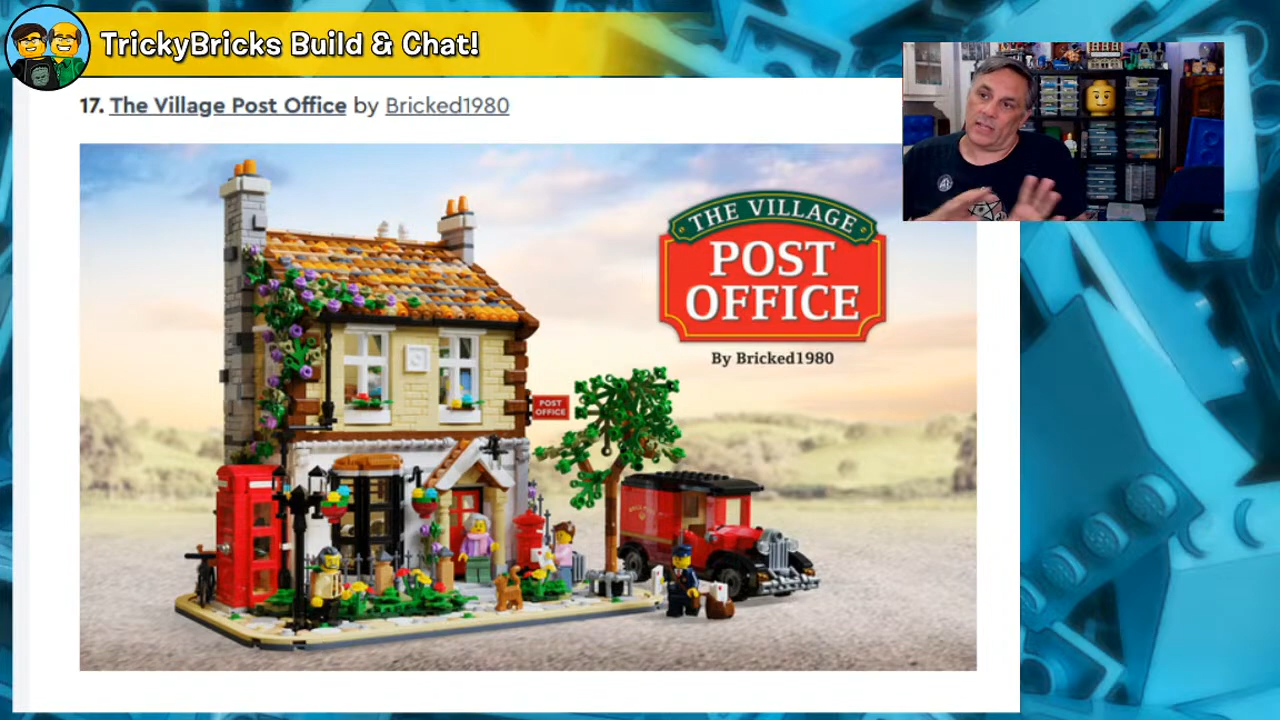 TrickyBricks Build & Chat!
17. The Village Post Office by Bricked1980
THE VILLAGE
POST
OFFICE
By Bricked1980
POST
OFFICE